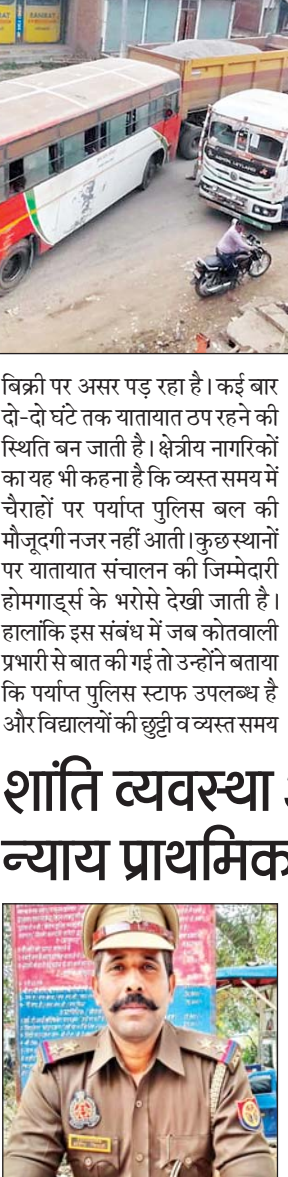 बिक्री पर असर पड़ रहा है। कई बार
दो-दो घंटे तक यातायात ठप रहने की
स्थिति बन जाती है। क्षेत्रीय नागरिकों
का यह भी कहना है कि व्यस्त समय में
चैराहों पर पर्याप्त पुलिस बल की
मौजूदगी नजर नहीं आती।कुछ स्थानों
पर यातायात संचालन की जिम्मेदारी
होमगार्ड्स के भरोसे देखी जाती है।
हालांकि इस संबंध में जब कोतवाली
प्रभारी से बात की गई तो उन्होंने बताया
कि पर्याप्त पुलिस स्टाफ उपलब्ध है
और विद्यालयों की छुट्टी व व्यस्त समय
शांति व्यवस्था
न्याय प्राथमिक